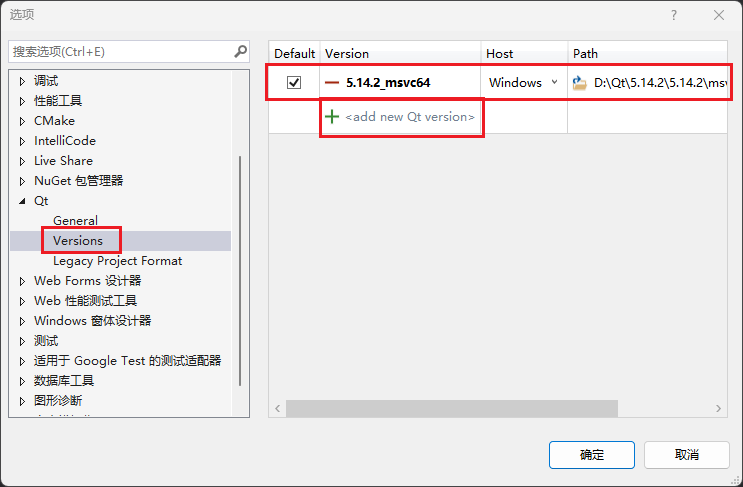 选项
?
搜索选项(Ctrl+E)
调试
性能工具
CMake
IntelliCode
Live Share
NuGet 包管理器
Qt
General
Versions
Legacy Project Format
Web Forms 设计器
Web 性能测试工具
Windows 窗体设计器
测试
适用于 Google Test 的测试适配器
数据库工具
图形诊断
Default Version Host Path
5.14.2_msvc64 Windows D:\Qt\5.14.2\5.14.2\msv
<add new Qt version>
确定 取消